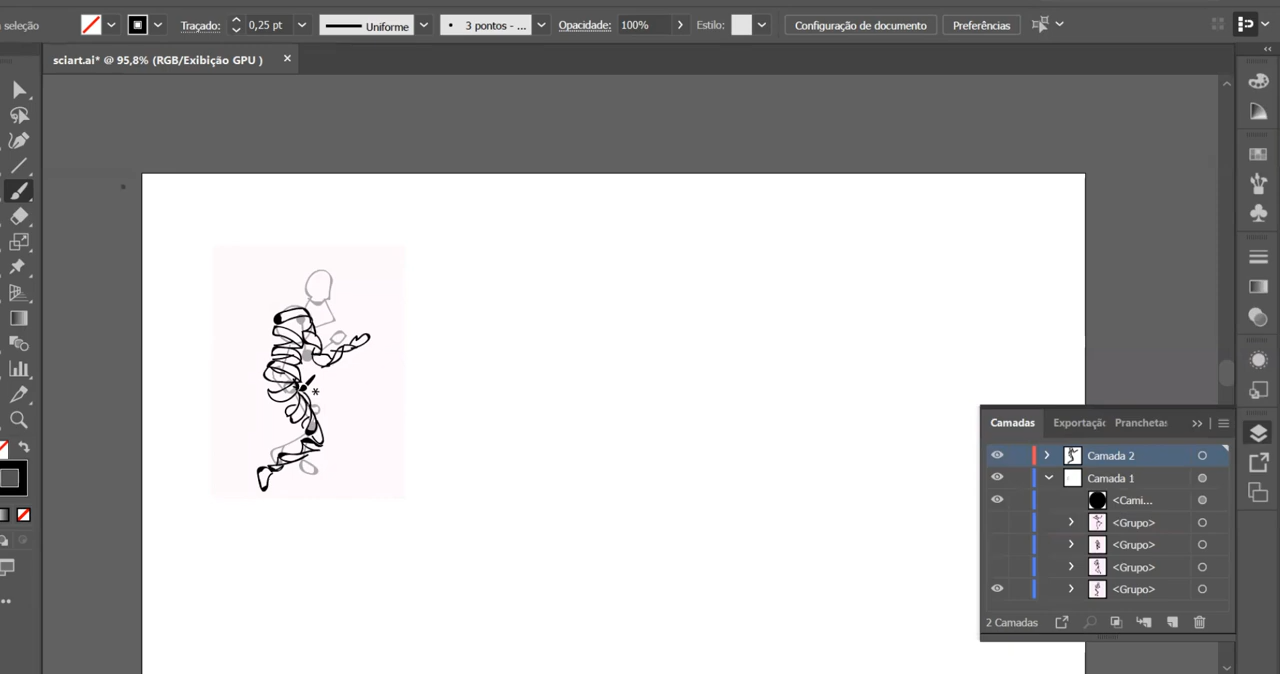 seleção Traçado: 0,25 pt Uniforme 3 pontos - ... Opacidade: 100% Estilo: Configuração de documento Preferências
sciart.ai* @ 95,8% (RGB/Exibição GPU )
Camadas Exportaçã Prancheta:
Camada 2
Camada 1
<Cami...
<Grupo>
<Grupo>
<Grupo>
<Grupo>
2 Camadas